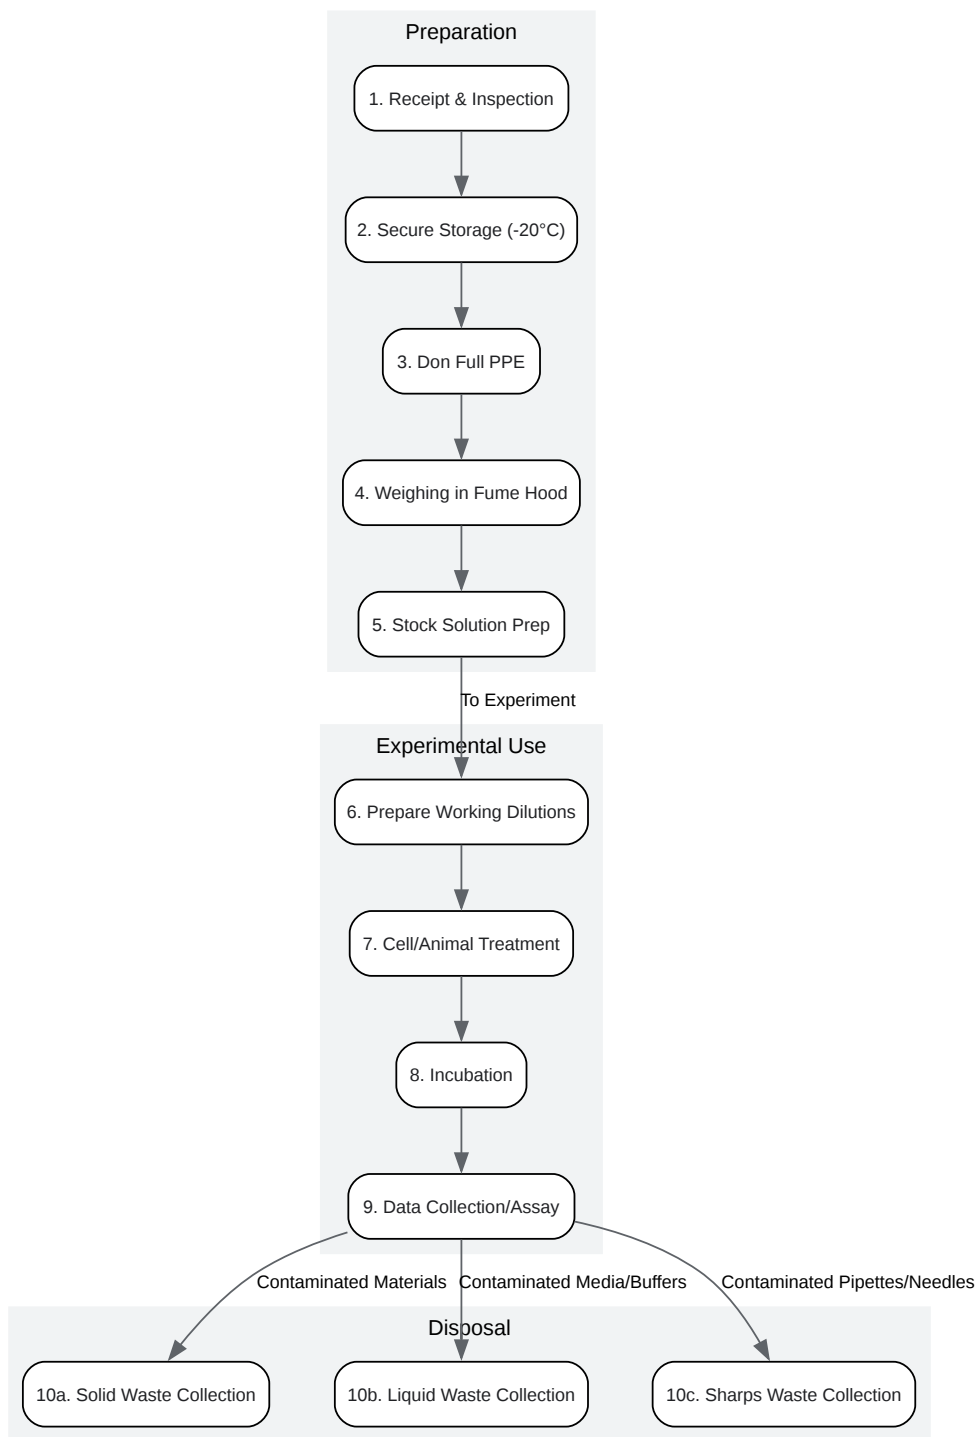 Preparation
1. Receipt & Inspection
2. Secure Storage (-20°C)
3. Don Full PPE
4. Weighing in Fume Hood
5. Stock Solution Prep
To Experiment
Experimental Use
6. Prepare Working Dilutions
7. Cell/Animal Treatment
8. Incubation
9. Data Collection/Assay
Contaminated Materials
Contaminated Media/Buffers
Contaminated Pipettes/Needles
Disposal
10a. Solid Waste Collection
10b. Liquid Waste Collection
10c. Sharps Waste Collection